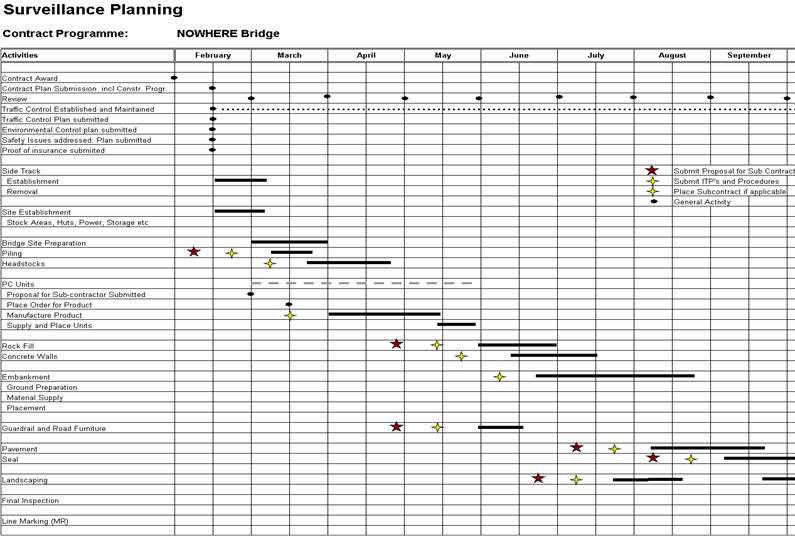 Surveillance Planning
Contract Programme: NOWHERE Bridge
Activities February March April May June July August September
Contract Award
Contract Plan Submission incl Constr. Progr.
Review
Traffic Control Established and Maintained
Traffic Control Plan submitted
Environmental Control plan submitted
Safety Issues addressed: Plan submitted
Proof of insurance submiited
Side Track
Submit Proposal for Sub Contract
Establishment
Submit ITP's and Procedures
Removal
Place Subcontract if applicable
General Activity
Site Establishment
Stock Areas, Huts, Power, Storage etc
Bridge Site Preparation
Piling
Headstocks
PC Units
Proposal for Sub-contractor Submitted
Place Order for Product
Manufacture Product
Supply and Place Units
Rock Fill
Concrete Walls
Embankment
Ground Preparation
Material Supply
Placement
Guardrail and Road Furniture
Pavement
Seal
Landscaping
Final Inspection
Line Marking (MR)